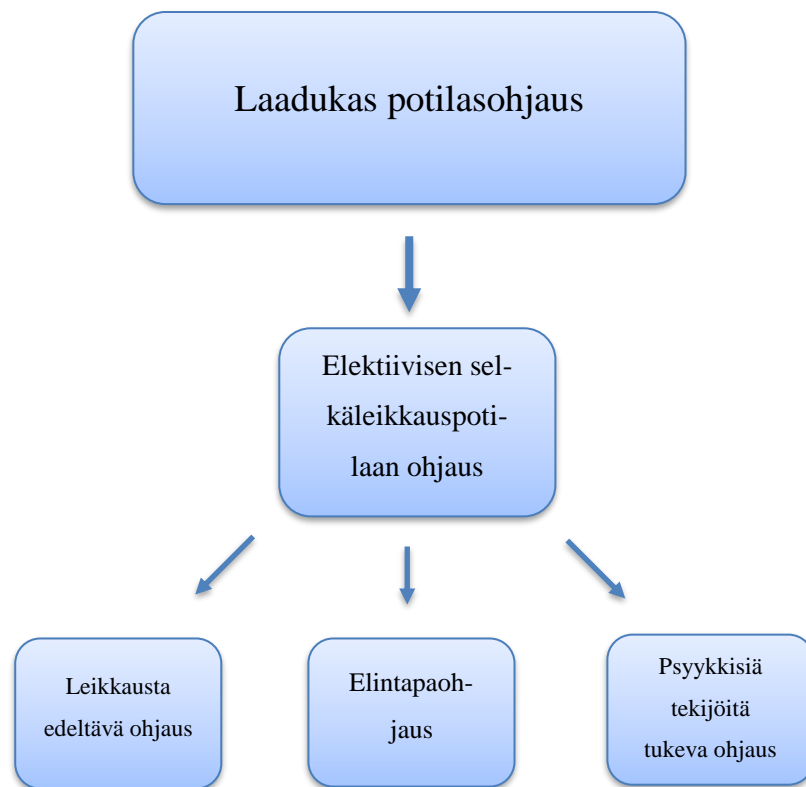 Laadukas potilasohjaus
Elektiivisen sel-
käleikkauspoti-
laan ohjaus
Leikkausta
edeltävä ohjaus
Elintapaoh-
jaus
Psyykkisiä
tekijöitä
tukeva ohjaus